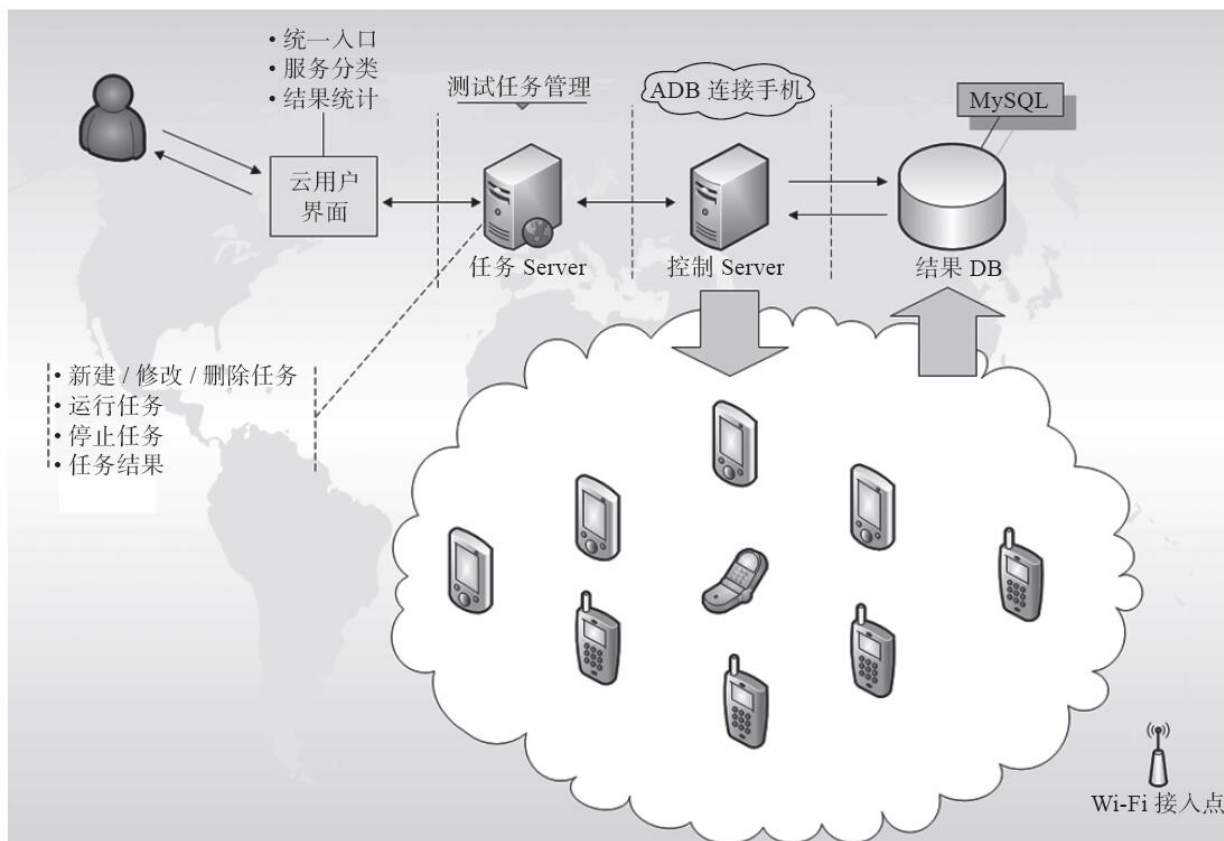 • 统一入口
• 服务分类
• 结果统计
测试任务管理
ADB 连接手机
MySQL
云用户
界面
任务 Server
控制 Server
结果 DB
• 新建 / 修改 / 删除任务
• 运行任务
• 停止任务
• 任务结果
Wi-Fi 接入点